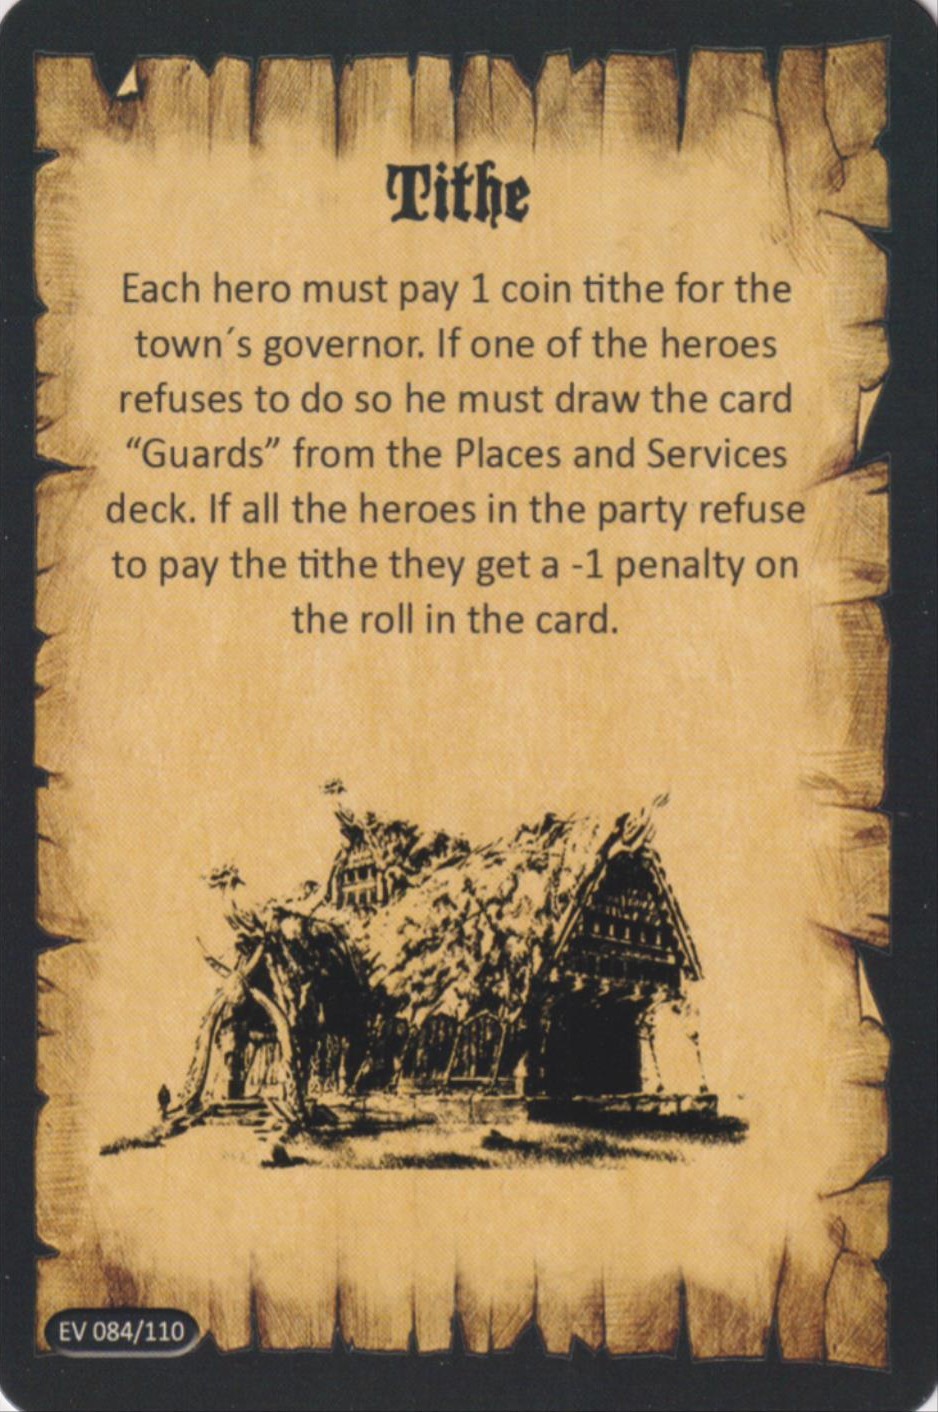 Tithe
Each hero must pay 1 coin tithe for the
town´s governor. If one of the heroes
refuses to do so he must draw the card
“Guards” from the Places and Services
deck. If all the heroes in the party refuse
to pay the tithe they get a -1 penalty on
the roll in the card.
EV 084/110